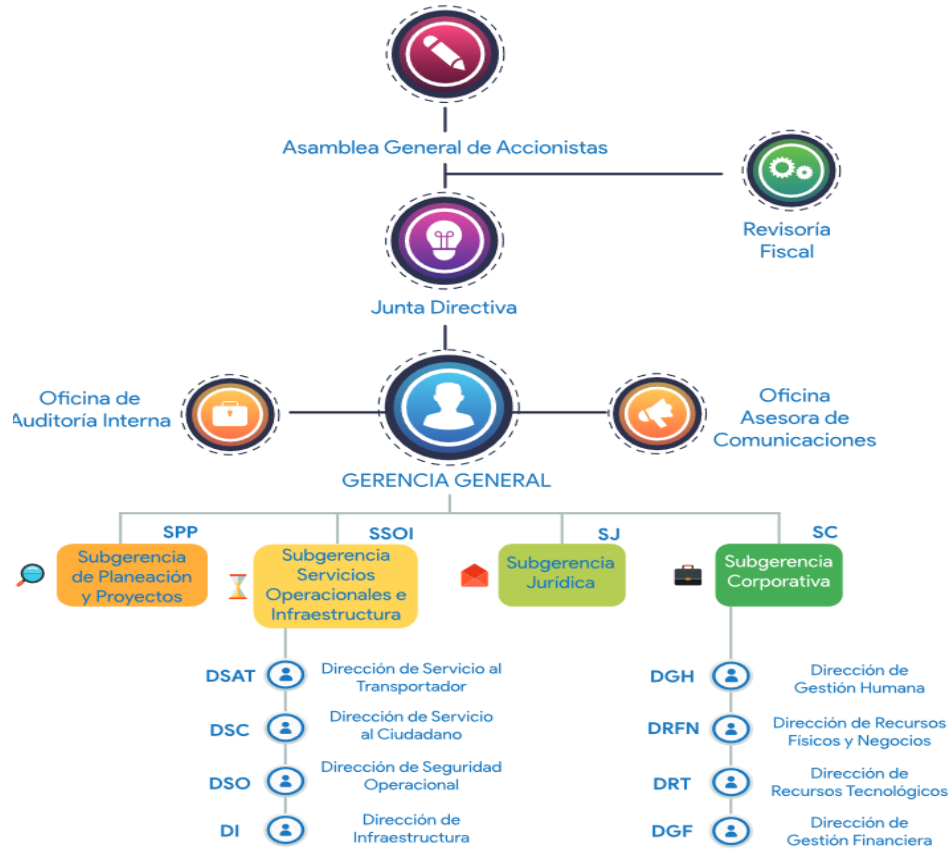 Asamblea General de Accionistas
Revisoría
Fiscal
Junta Directiva
Oficina de
Auditoría Interna
Oficina
Asesora de
Comunicaciones
GERENCIA GENERAL
SPP
Subgerencia
de Planeación
y Proyectos
SSOI
Subgerencia
Servicios
Operacionales e
Infraestructura
SJ
Subgerencia
Jurídica
SC
Subgerencia
Corporativa
DSAT
Dirección de Servicio al
Transportador
DSC
Dirección de Servicio
al Ciudadano
DSO
Dirección de Seguridad
Operacional
DI
Dirección de
Infraestructura
DGH
Dirección de
Gestión Humana
DRFN
Dirección de Recursos
Físicos y Negocios
DRT
Dirección de
Recursos Tecnológicos
DGF
Dirección de
Gestión Financiera